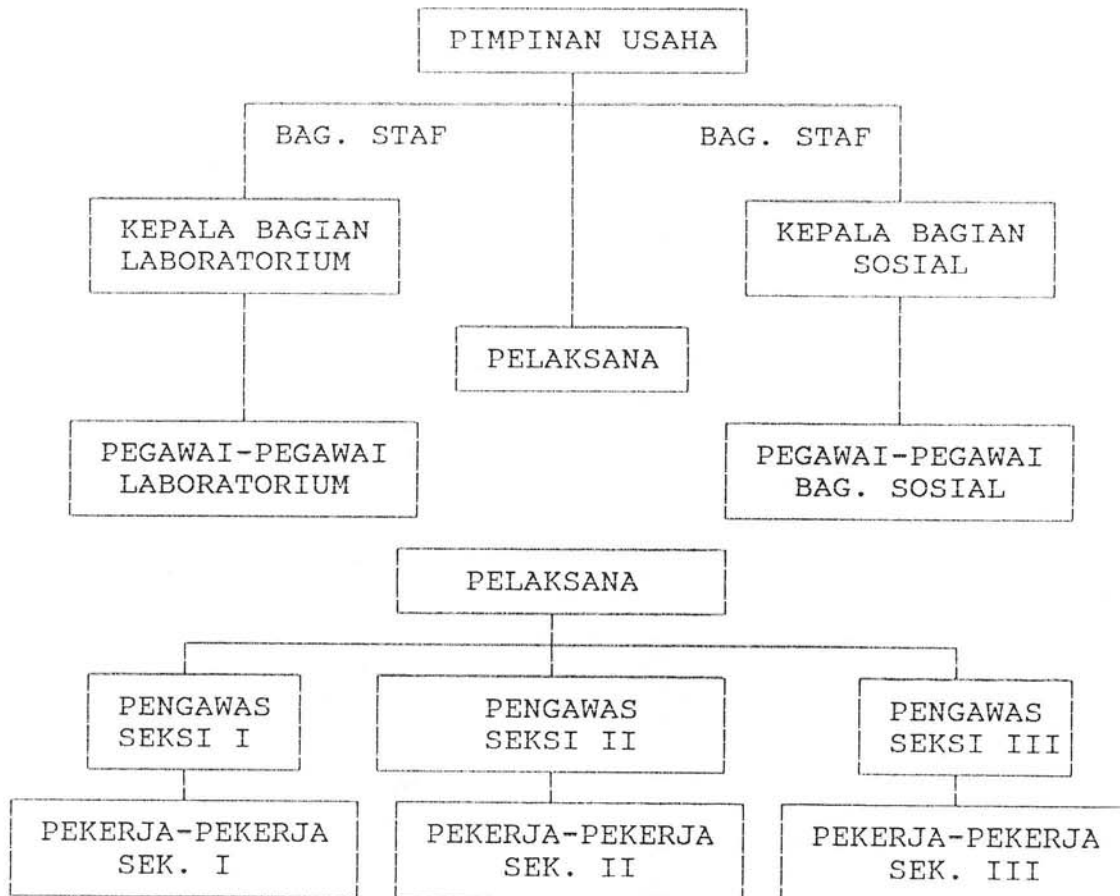 PIMPINAN USAHA
BAG. STAF
BAG. STAF
KEPALA BAGIAN
LABORATORIUM
KEPALA BAGIAN
SOSIAL
PELAKSANA
PEGAWAI-PEGAWAI
LABORATORIUM
PEGAWAI-PEGAWAI
BAG. SOSIAL
PELAKSANA
PENGAWAS
SEKSI I
PENGAWAS
SEKSI II
PENGAWAS
SEKSI III
PEKERJA-PEKERJA
SEK. I
PEKERJA-PEKERJA
SEK. II
PEKERJA-PEKERJA
SEK. III